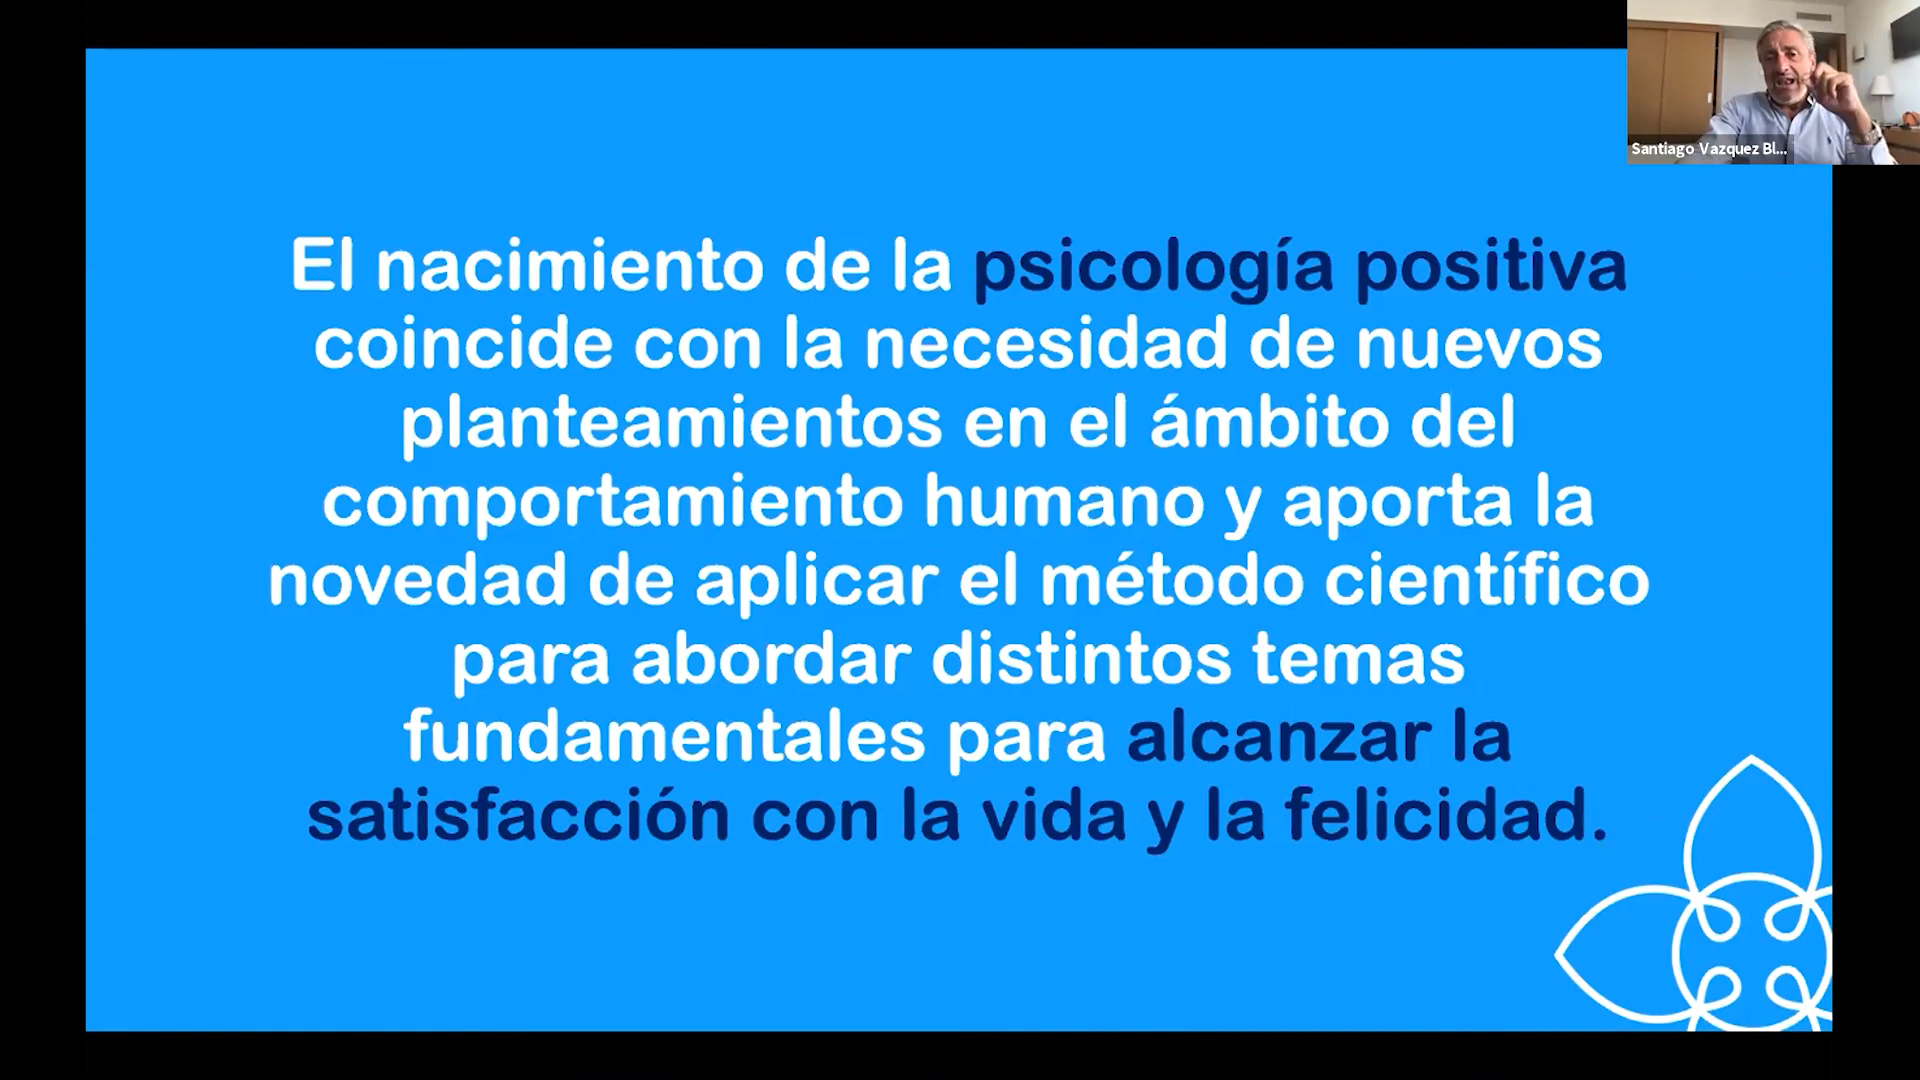 Santiago Vazquez Bl...
El nacimiento de la psicología positiva
coincide con la necesidad de nuevos
planteamientos en el ámbito del
comportamiento humano y aporta la
novedad de aplicar el método científico
para abordar distintos temas
fundamentales para alcanzar la
satisfacción con la vida y la felicidad.